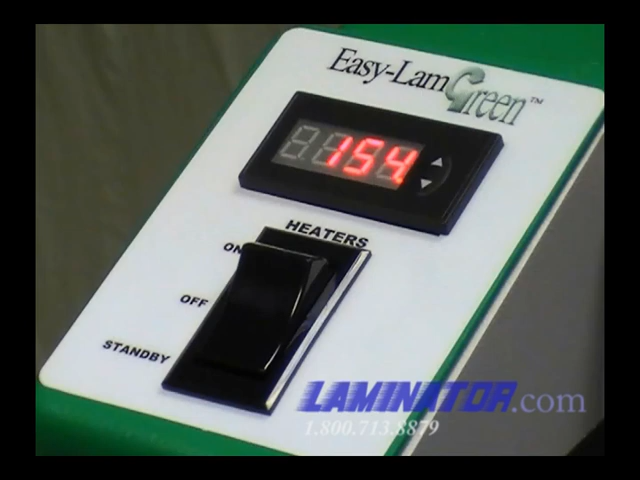 Easy-Lam Green™
154.
HEATERS
ON
OFF
STANDBY
LAMINATOR.com
1.800.713.8879